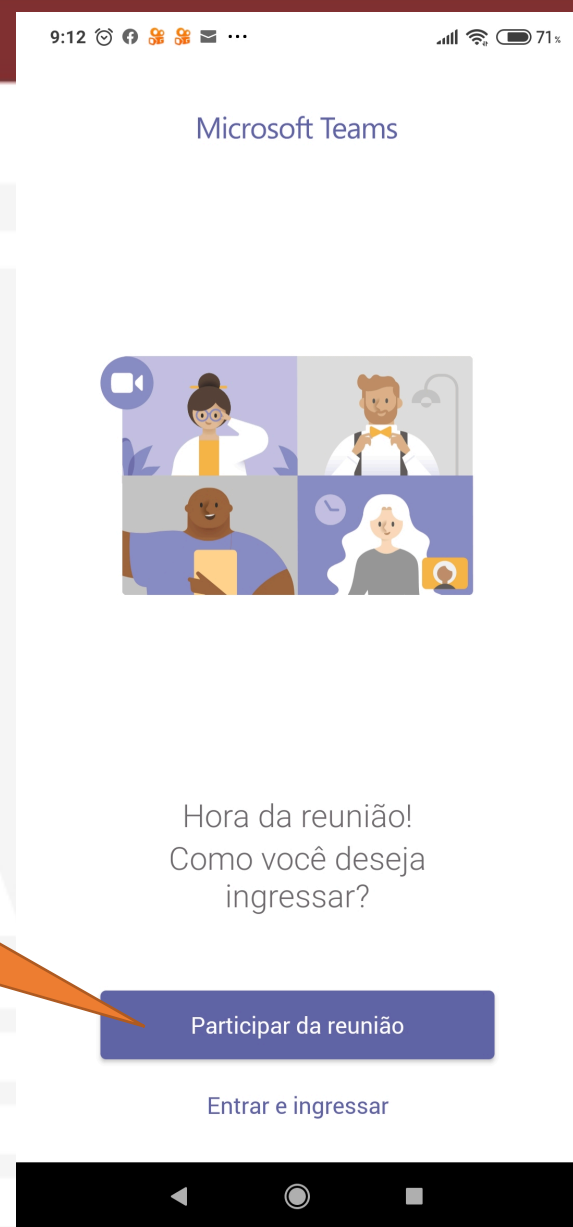 9:12 ... 71%
Microsoft Teams
Hora da reunião!
Como você deseja
ingressar?
Participar da reunião
Entrar e ingressar